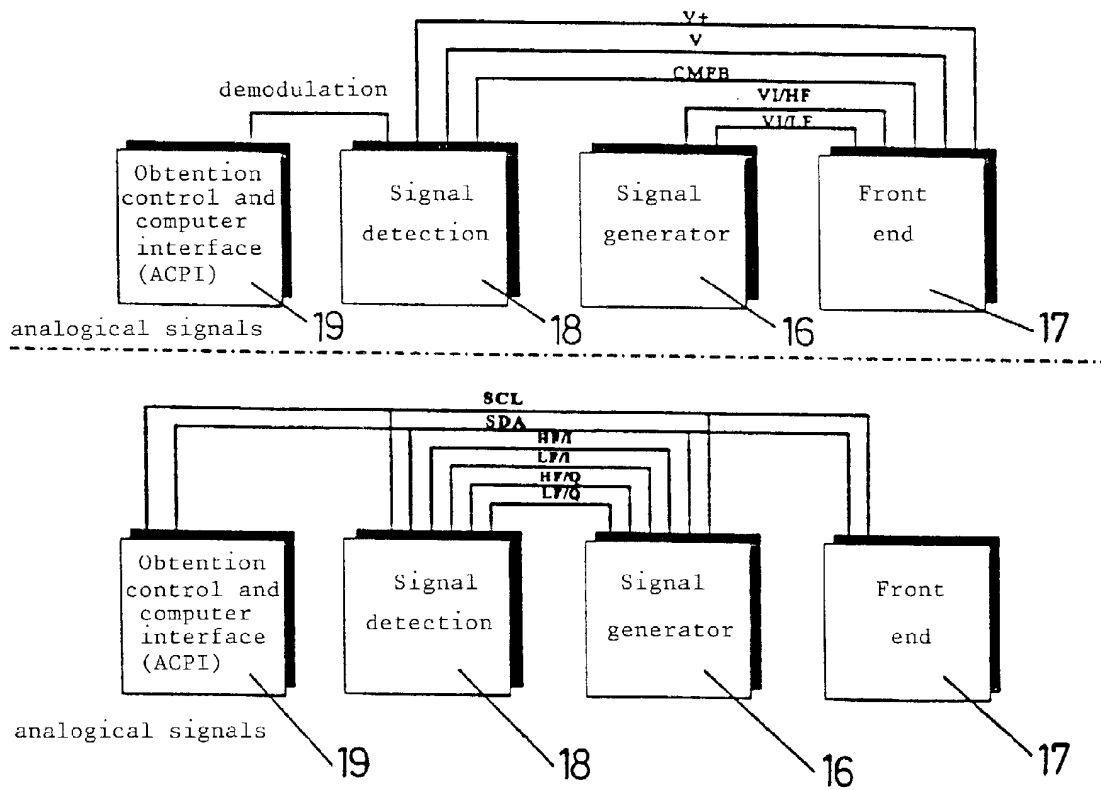 V+
V
CMFB
demodulation
VI/HF
VI/LF
Obtention
control and
computer
interface
(ACPI)
Signal
detection
Signal
generator
Front
end
analogical signals
19
18
16
17
SCL
SDA
HF/I
LF/I
HF/Q
LF/Q
Obtention
control and
computer
interface
(ACPI)
Signal
detection
Signal
generator
Front
end
analogical signals
19
18
16
17